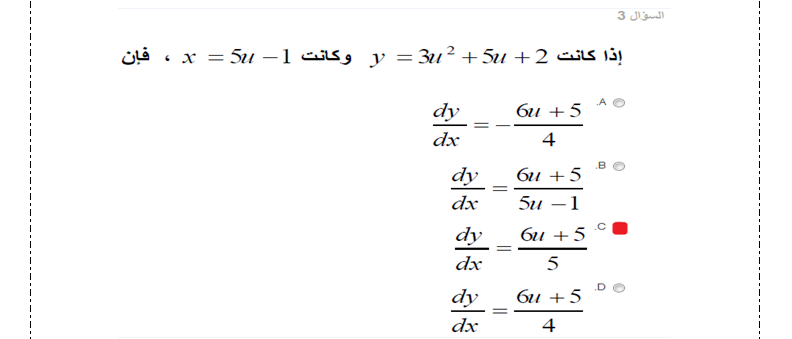 السؤال 3
إذا كانت y = 3u² + 5u + 2 وكانت x = 5u − 1 ، فإن
A. dy/dx = −(6u + 5)/4
B. dy/dx = (6u + 5)/(5u − 1)
C. dy/dx = (6u + 5)/5
D. dy/dx = (6u + 5)/4